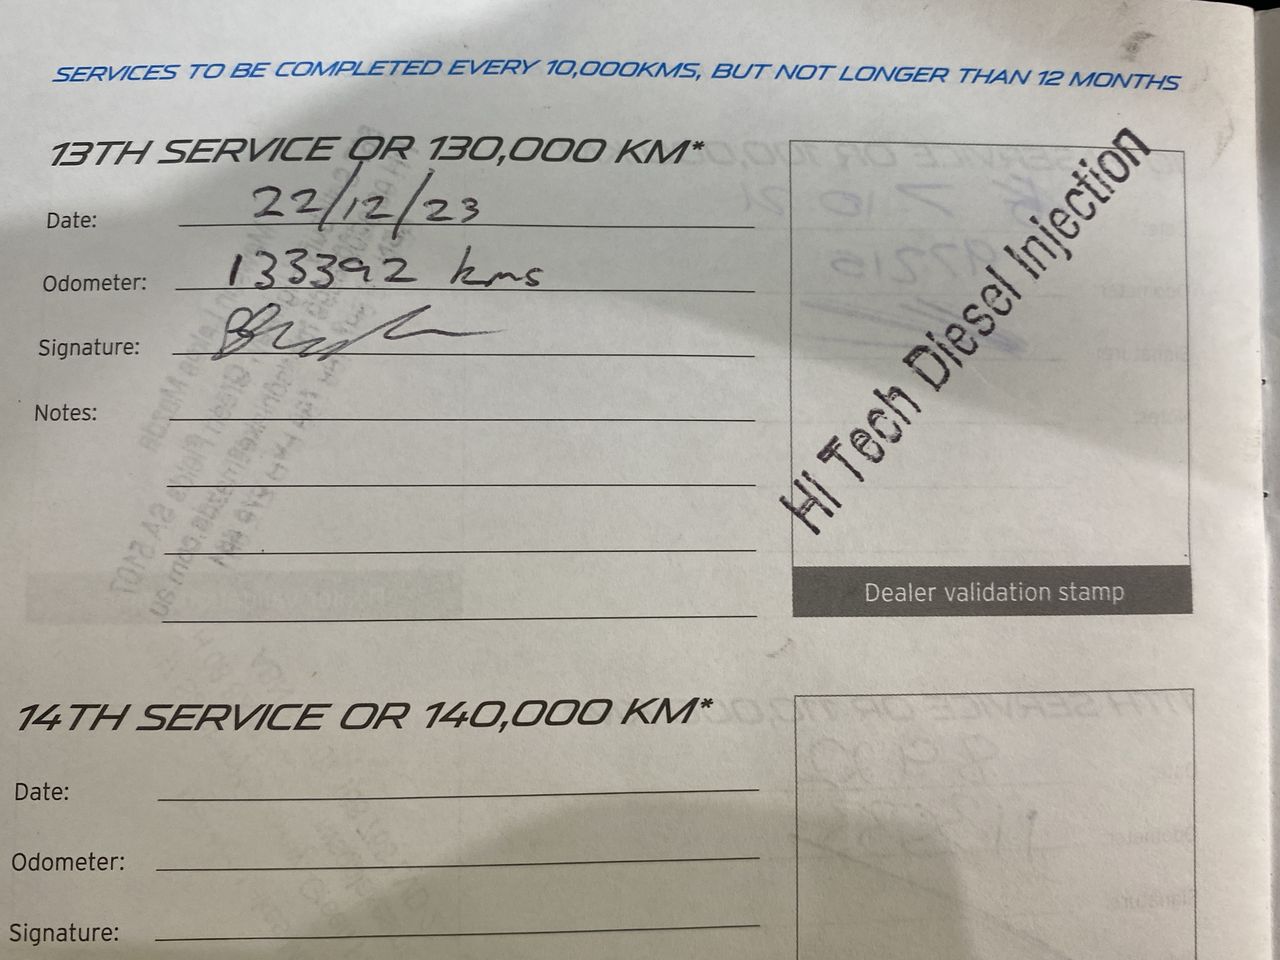 SERVICES TO BE COMPLETED EVERY 10,000KMS, BUT NOT LONGER THAN 12 MONTHS
13TH SERVICE OR 130,000 KM*
Date: 22/12/23
Odometer: 133392 kms
Signature:
Notes:
Hi Tech Diesel Injection
Dealer validation stamp
14TH SERVICE OR 140,000 KM*
Date:
Odometer:
Signature: